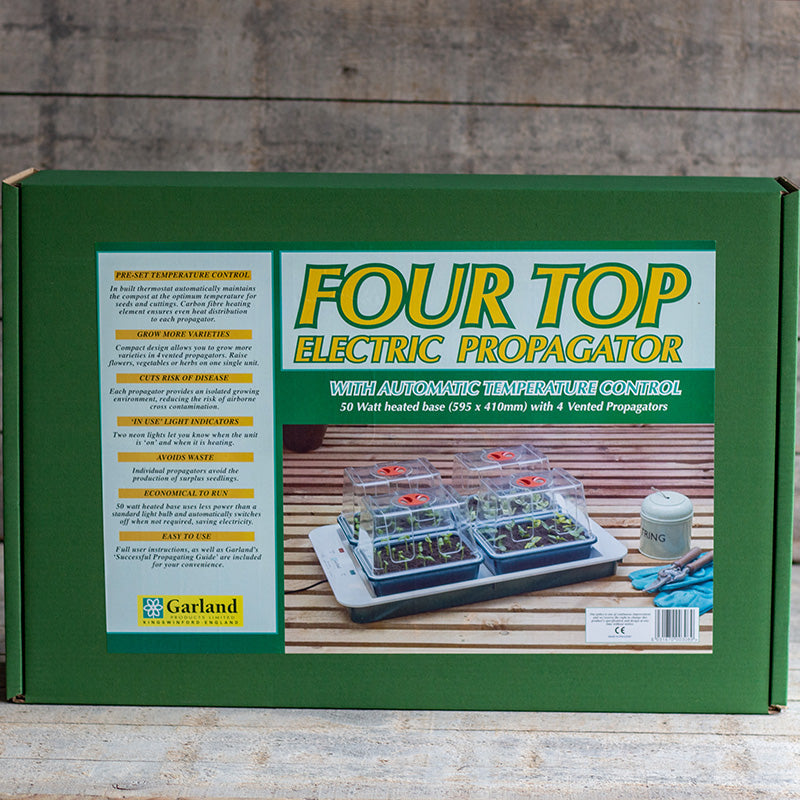 PRE-SET TEMPERATURE CONTROL
In built thermostat automatically maintains
the compost at the optimum temperature for
seeds and cuttings. Carbon fibre heating
element ensures even heat distribution
to each propagator.
GROW MORE VARIETIES
Compact design allows you to grow more
varieties in 4 vented propagators. Raise
flowers, vegetables or herbs on one single unit.
CUTS RISK OF DISEASE
Each propagator provides an isolated growing
environment, reducing the risk of airborne
cross contamination.
'IN USE' LIGHT INDICATORS
Two neon lights let you know when the unit
is 'on' and when it is heating.
AVOIDS WASTE
Individual propagators avoid the
production of surplus seedlings.
ECONOMICAL TO RUN
50 watt heated base uses less power than a
standard light bulb and automatically switches
off when not required, saving electricity.
EASY TO USE
Full user instructions, as well as Garland's
'Successful Propagating Guide' are included
for your convenience.
Garland
PRODUCTS LIMITED
KINGSWINFORD ENGLAND
FOUR TOP
ELECTRIC PROPAGATOR
WITH AUTOMATIC TEMPERATURE CONTROL
50 Watt heated base (595 x 410mm) with 4 Vented Propagators
TRING
CE